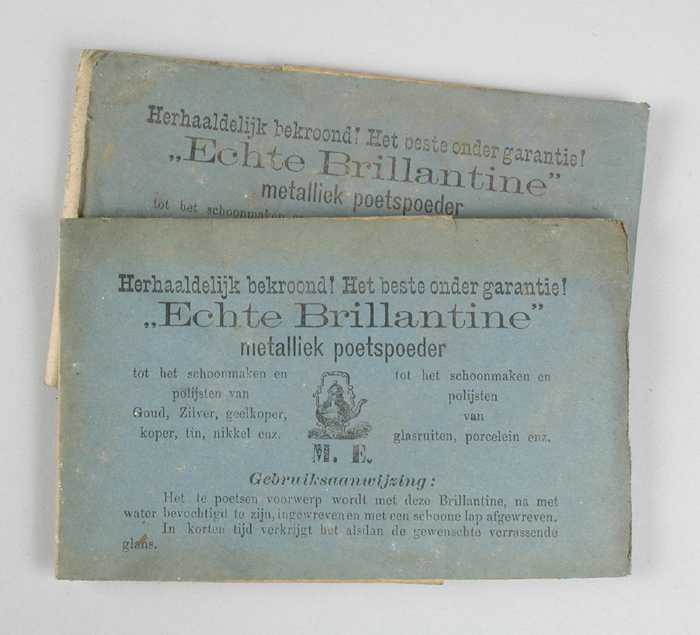 Herhaaldelijk bekroond! Het beste onder garantie!
„Echte Brillantine”
metalliek poetspoeder
tot het schoonmaken
Herhaaldelijk bekroond! Het beste onder garantie!
„Echte Brillantine”
metalliek poetspoeder
tot het schoonmaken en
polijsten van
Goud, Zilver, geelkoper,
koper, tin, nikkel enz.
tot het schoonmaken en
polijsten
van
glasruiten, porcelein enz.
M. E.
Gebruiksaanwijzing:
Het te poetsen voorwerp wordt met deze Brillantine, na met
water bevochtigd te zijn, ingewreven en met een schoone lap afgewreven.
In korten tijd verkrijgt het alsdan de gewenschte verrassende
glans.